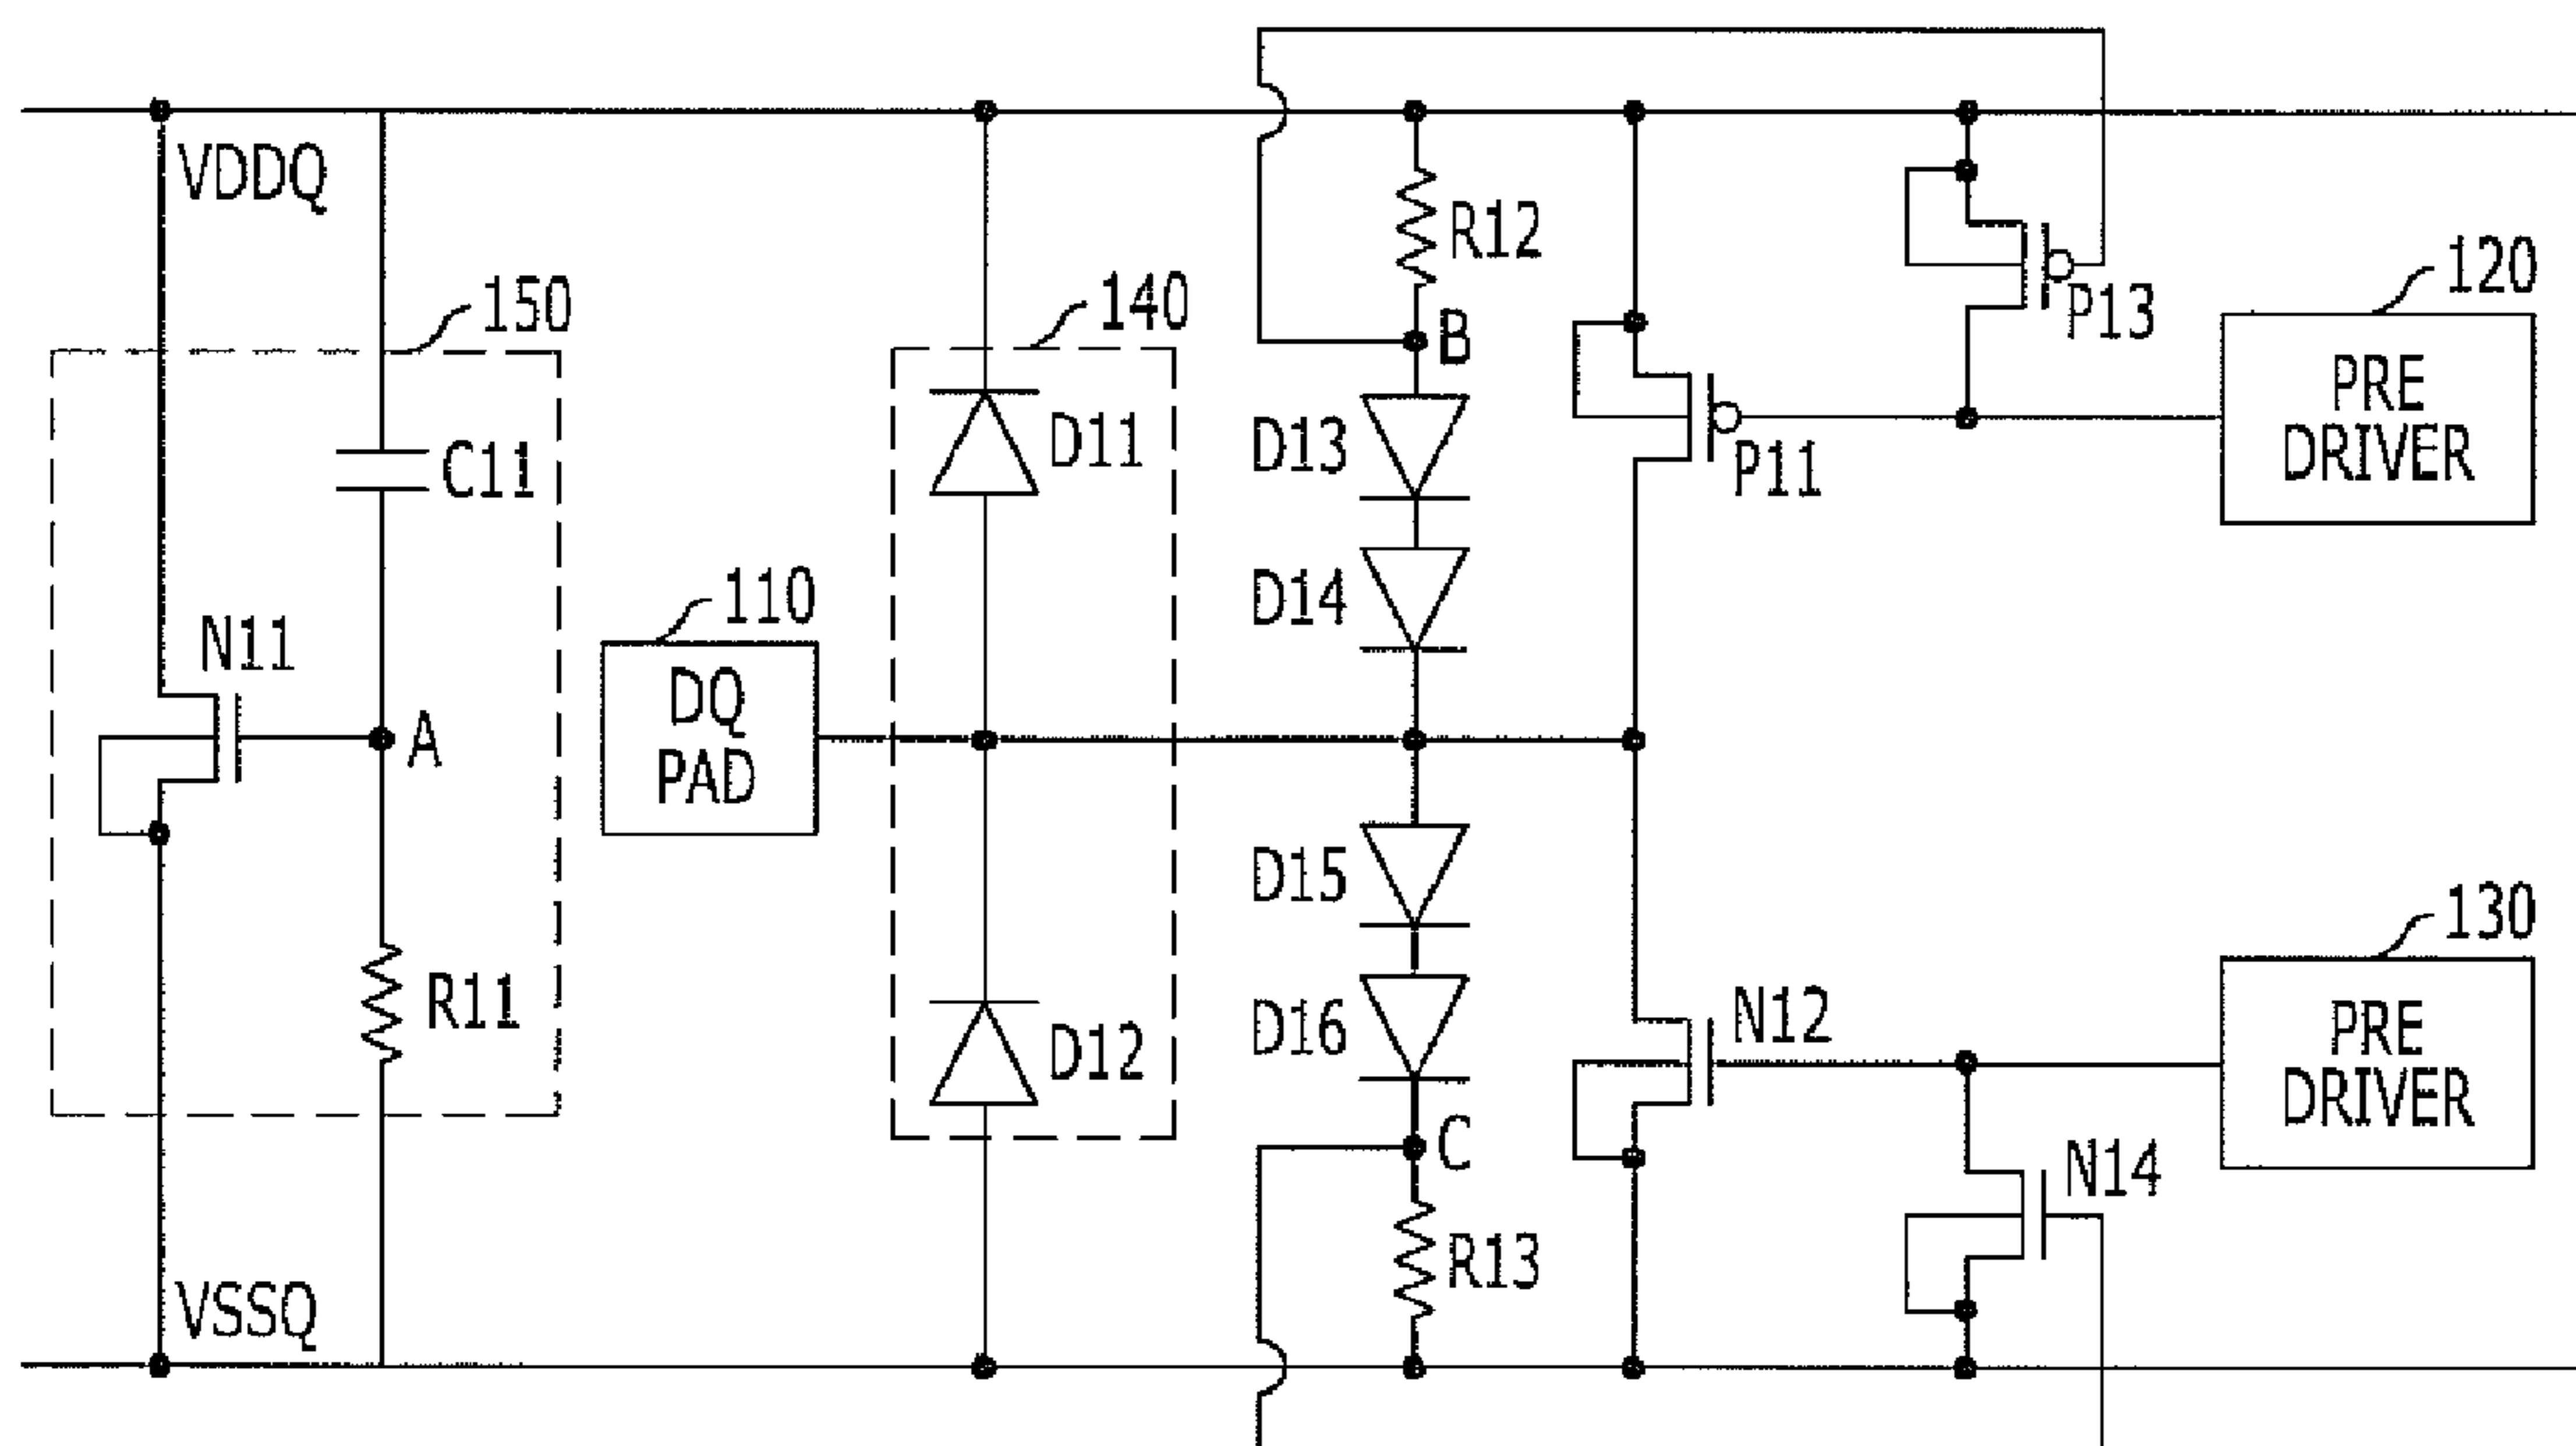 VDDQ
R12
120
150
140
P13
B
PRE
DRIVER
D13
D11
C11
P11
110
D14
N11
DQ
PAD
A
D15
130
R11
D16
N12
PRE
DRIVER
D12
C
N14
R13
VSSQ